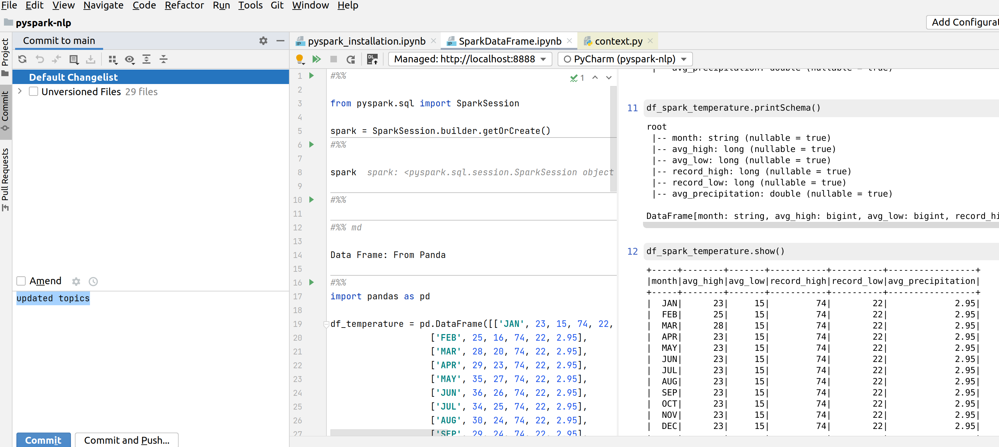 File Edit View Navigate Code Refactor Run Tools Git Window Help
pyspark-nlp
Add Configurat
Project
Commit
Pull Requests
Commit to main
Default Changelist
Unversioned Files 29 files
Amend
updated topics
Commit
Commit and Push...
pyspark_installation.ipynb
SparkDataFrame.ipynb
context.py
Managed: http://localhost:8888
PyCharm (pyspark-nlp)
1
1 #%%
2
3 from pyspark.sql import SparkSession
4
5 spark = SparkSession.builder.getOrCreate()
6 #%%
7
8 spark spark: <pyspark.sql.session.SparkSession object
9
10 #%%
11
12 #%% md
13
14 Data Frame: From Panda
15
16 #%%
17 import pandas as pd
18
19 df_temperature = pd.DataFrame([['JAN', 23, 15, 74, 22,
20 ['FEB', 25, 16, 74, 22, 2.95],
21 ['MAR', 28, 20, 74, 22, 2.95],
22 ['APR', 29, 23, 74, 22, 2.95],
23 ['MAY', 35, 27, 74, 22, 2.95],
24 ['JUN', 36, 26, 74, 22, 2.95],
25 ['JUL', 34, 25, 74, 22, 2.95],
26 ['AUG', 30, 24, 74, 22, 2.95],
27 ['SEP', 29, 24, 74, 22, 2.95],
|-- avg_precipitation: double (nullable = true)
11 df_spark_temperature.printSchema()
root
|-- month: string (nullable = true)
|-- avg_high: long (nullable = true)
|-- avg_low: long (nullable = true)
|-- record_high: long (nullable = true)
|-- record_low: long (nullable = true)
|-- avg_precipitation: double (nullable = true)
DataFrame[month: string, avg_high: bigint, avg_low: bigint, record_hi
12 df_spark_temperature.show()
+-----+--------+-------+-----------+----------+-----------------+
|month|avg_high|avg_low|record_high|record_low|avg_precipitation|
+-----+--------+-------+-----------+----------+-----------------+
|  JAN|      23|     15|         74|        22|             2.95|
|  FEB|      25|     15|         74|        22|             2.95|
|  MAR|      28|     15|         74|        22|             2.95|
|  APR|      23|     15|         74|        22|             2.95|
|  MAY|      23|     15|         74|        22|             2.95|
|  JUN|      23|     15|         74|        22|             2.95|
|  JUL|      23|     15|         74|        22|             2.95|
|  AUG|      23|     15|         74|        22|             2.95|
|  SEP|      23|     15|         74|        22|             2.95|
|  OCT|      23|     15|         74|        22|             2.95|
|  NOV|      23|     15|         74|        22|             2.95|
|  DEC|      23|     15|         74|        22|             2.95|